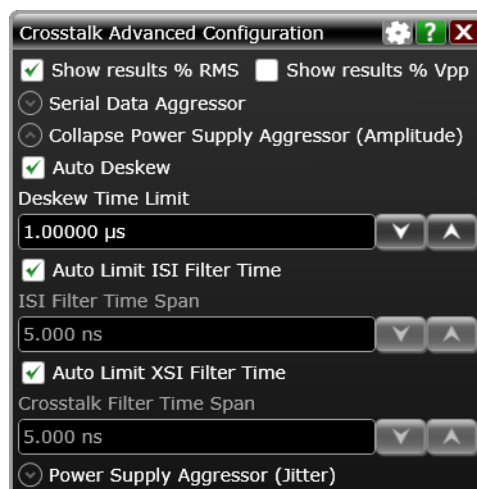 Crosstalk Advanced Configuration ? X
Show results % RMS Show results % Vpp
Serial Data Aggressor
Collapse Power Supply Aggressor (Amplitude)
Auto Deskew
Deskew Time Limit
1.00000 µs
Auto Limit ISI Filter Time
ISI Filter Time Span
5.000 ns
Auto Limit XSI Filter Time
Crosstalk Filter Time Span
5.000 ns
Power Supply Aggressor (Jitter)